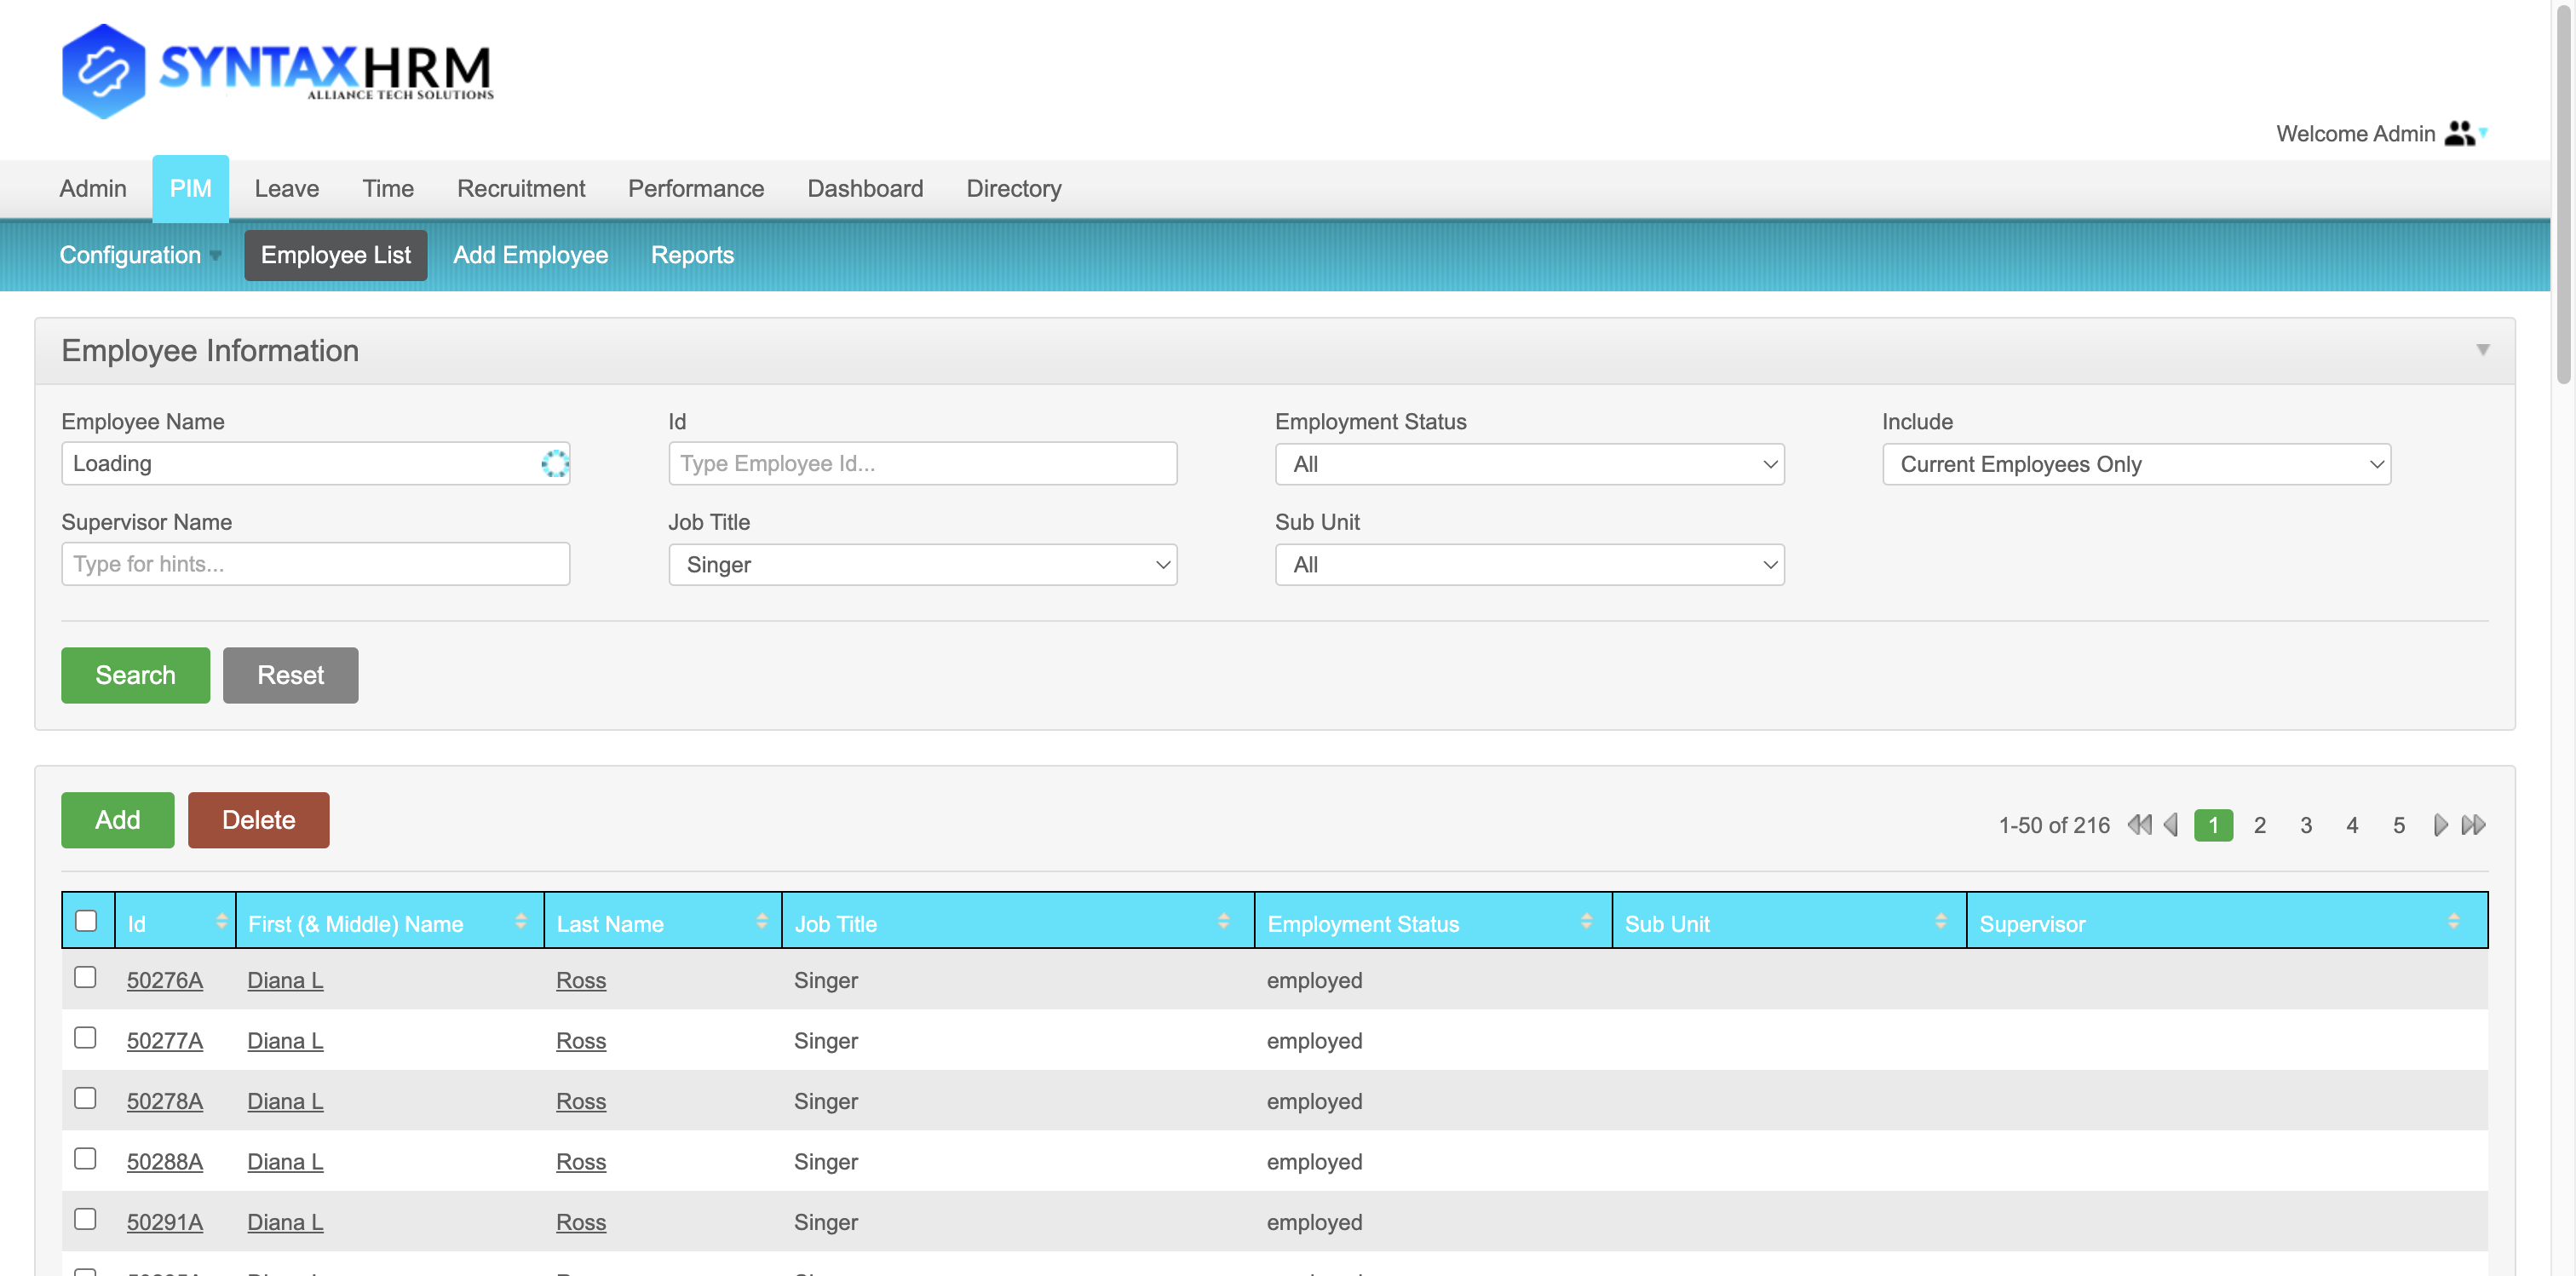 SYNTAXHRM
ALLIANCE TECH SOLUTIONS
Welcome Admin
Admin PIM Leave Time Recruitment Performance Dashboard Directory
Configuration Employee List Add Employee Reports
Employee Information
Employee Name Id Employment Status Include
Loading Type Employee Id... All Current Employees Only
Supervisor Name Job Title Sub Unit
Type for hints... Singer All
Search Reset
Add Delete 1-50 of 216 1 2 3 4 5
Id First (& Middle) Name Last Name Job Title Employment Status Sub Unit Supervisor
50276A Diana L Ross Singer employed
50277A Diana L Ross Singer employed
50278A Diana L Ross Singer employed
50288A Diana L Ross Singer employed
50291A Diana L Ross Singer employed